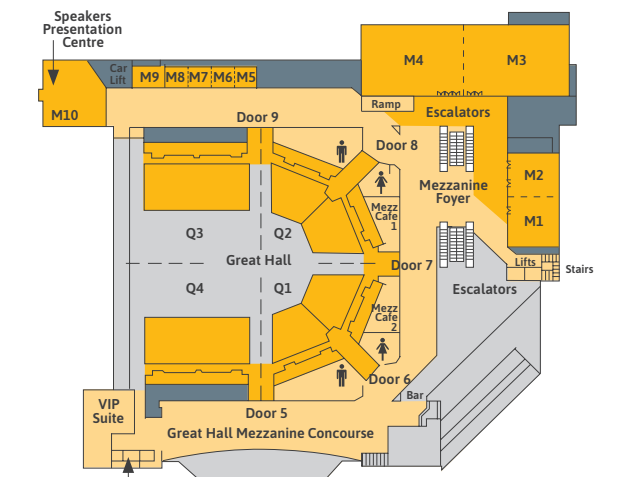 Speakers
Presentation
Centre
Car
Lift
M9
M8
M7
M6
M5
M4
M3
M10
Ramp
Door 9
Escalators
Door 8
M2
Mezzanine
Foyer
Mezz
Cafe
1
M1
Q3
Q2
Great Hall
Door 7
Lifts
Stairs
Q4
Q1
Escalators
Mezz
Cafe
2
Door 6
Bar
VIP
Suite
Door 5
Great Hall Mezzanine Concourse